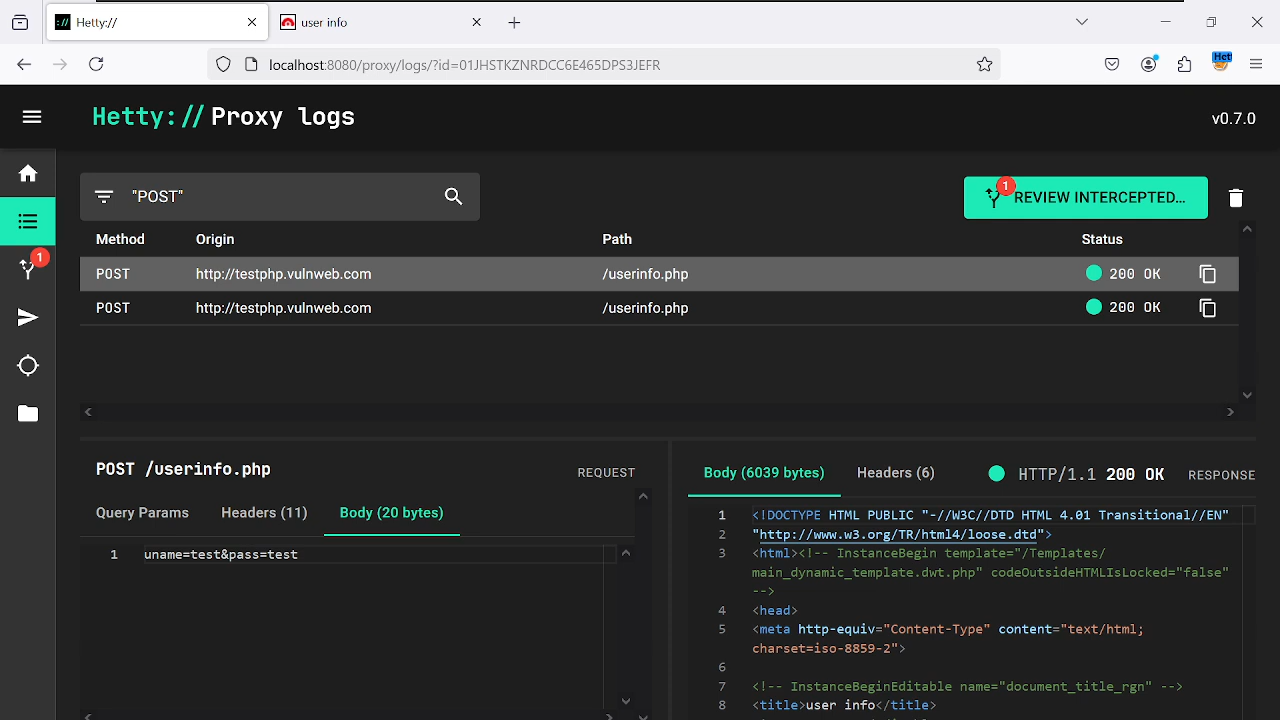 Hetty://
user info
localhost:8080/proxy/logs/?id=01JHSTKZXRDCC6E465DPS3JEFR
Het
Hetty:// Proxy logs
v0.7.0
"POST"
1
REVIEW INTERCEPTED…
Method Origin Path Status
POST http://testphp.vulnweb.com /userinfo.php 200 OK
1
POST http://testphp.vulnweb.com /userinfo.php 200 OK
POST /userinfo.php
REQUEST
Query Params Headers (11) Body (20 bytes)
1 uname=test&pass=test
Body (6039 bytes) Headers (6) HTTP/1.1 200 OK RESPONSE
1 <!DOCTYPE HTML PUBLIC "-//W3C//DTD HTML 4.01 Transitional//EN"
2 "http://www.w3.org/TR/html4/loose.dtd">
3 <html><!-- InstanceBegin template="/Templates/
main_dynamic_template.dwt.php" codeOutsideHTMLIsLocked="false"
-->
4 <head>
5 <meta http-equiv="Content-Type" content="text/html;
charset=iso-8859-2">
6
7 <!-- InstanceBeginEditable name="document_title_rgn" -->
8 <title>user info</title>